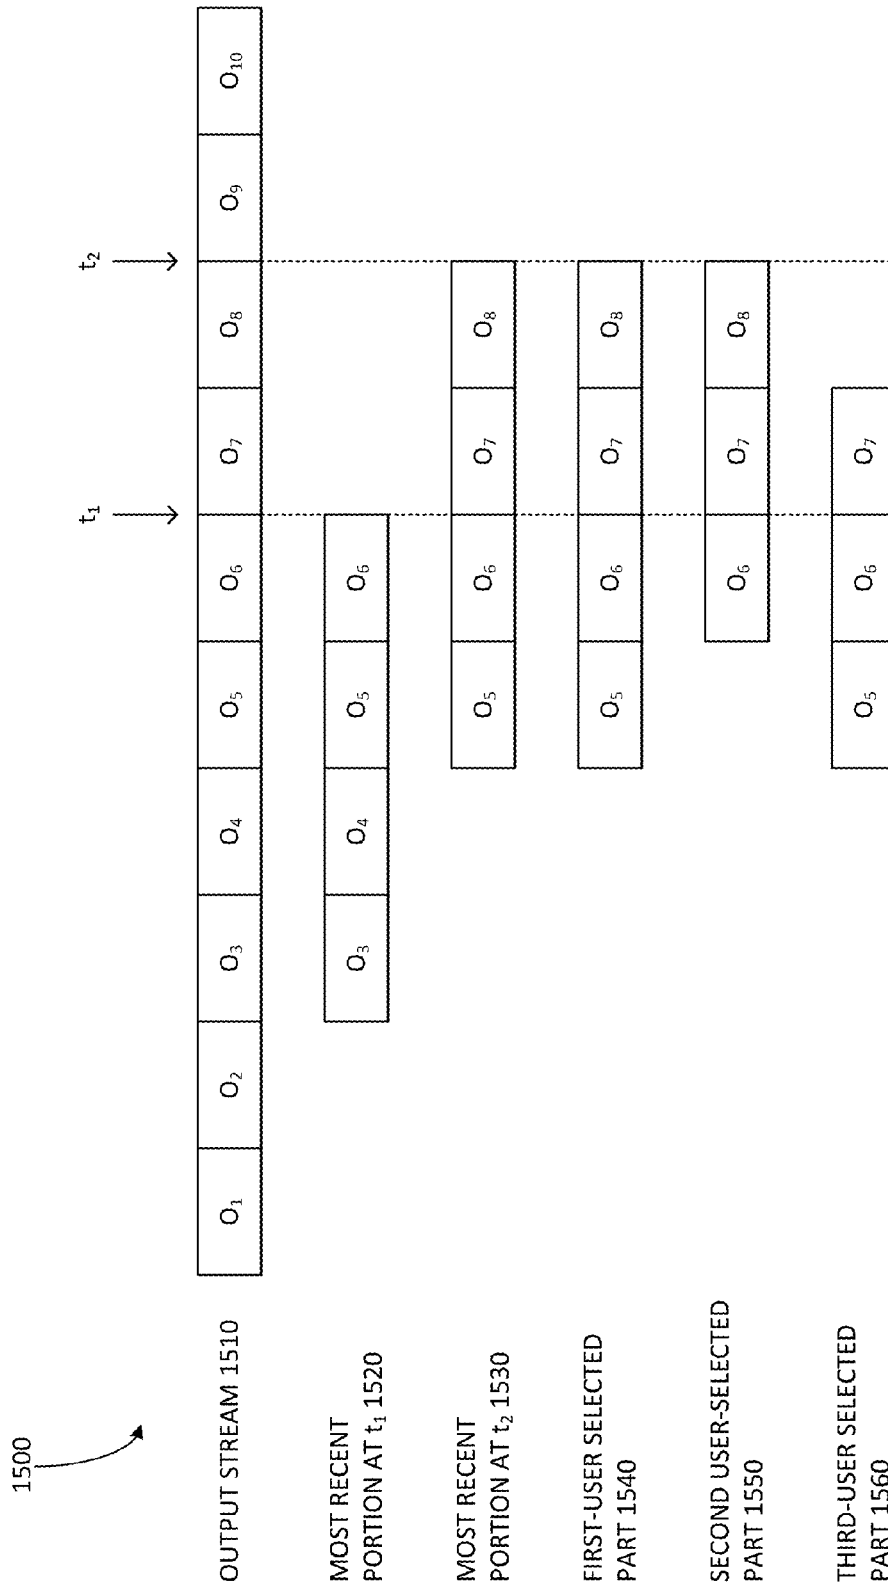 1500
t₁
t₂
OUTPUT STREAM 1510
O₁ O₂ O₃ O₄ O₅ O₆ O₇ O₈ O₉ O₁₀
MOST RECENT
PORTION AT t₁ 1520
O₃ O₄ O₅ O₆
MOST RECENT
PORTION AT t₂ 1530
O₅ O₆ O₇ O₈
FIRST-USER SELECTED
PART 1540
O₅ O₆ O₇ O₈
SECOND USER-SELECTED
PART 1550
O₆ O₇ O₈
THIRD-USER SELECTED
PART 1560
O₅ O₆ O₇